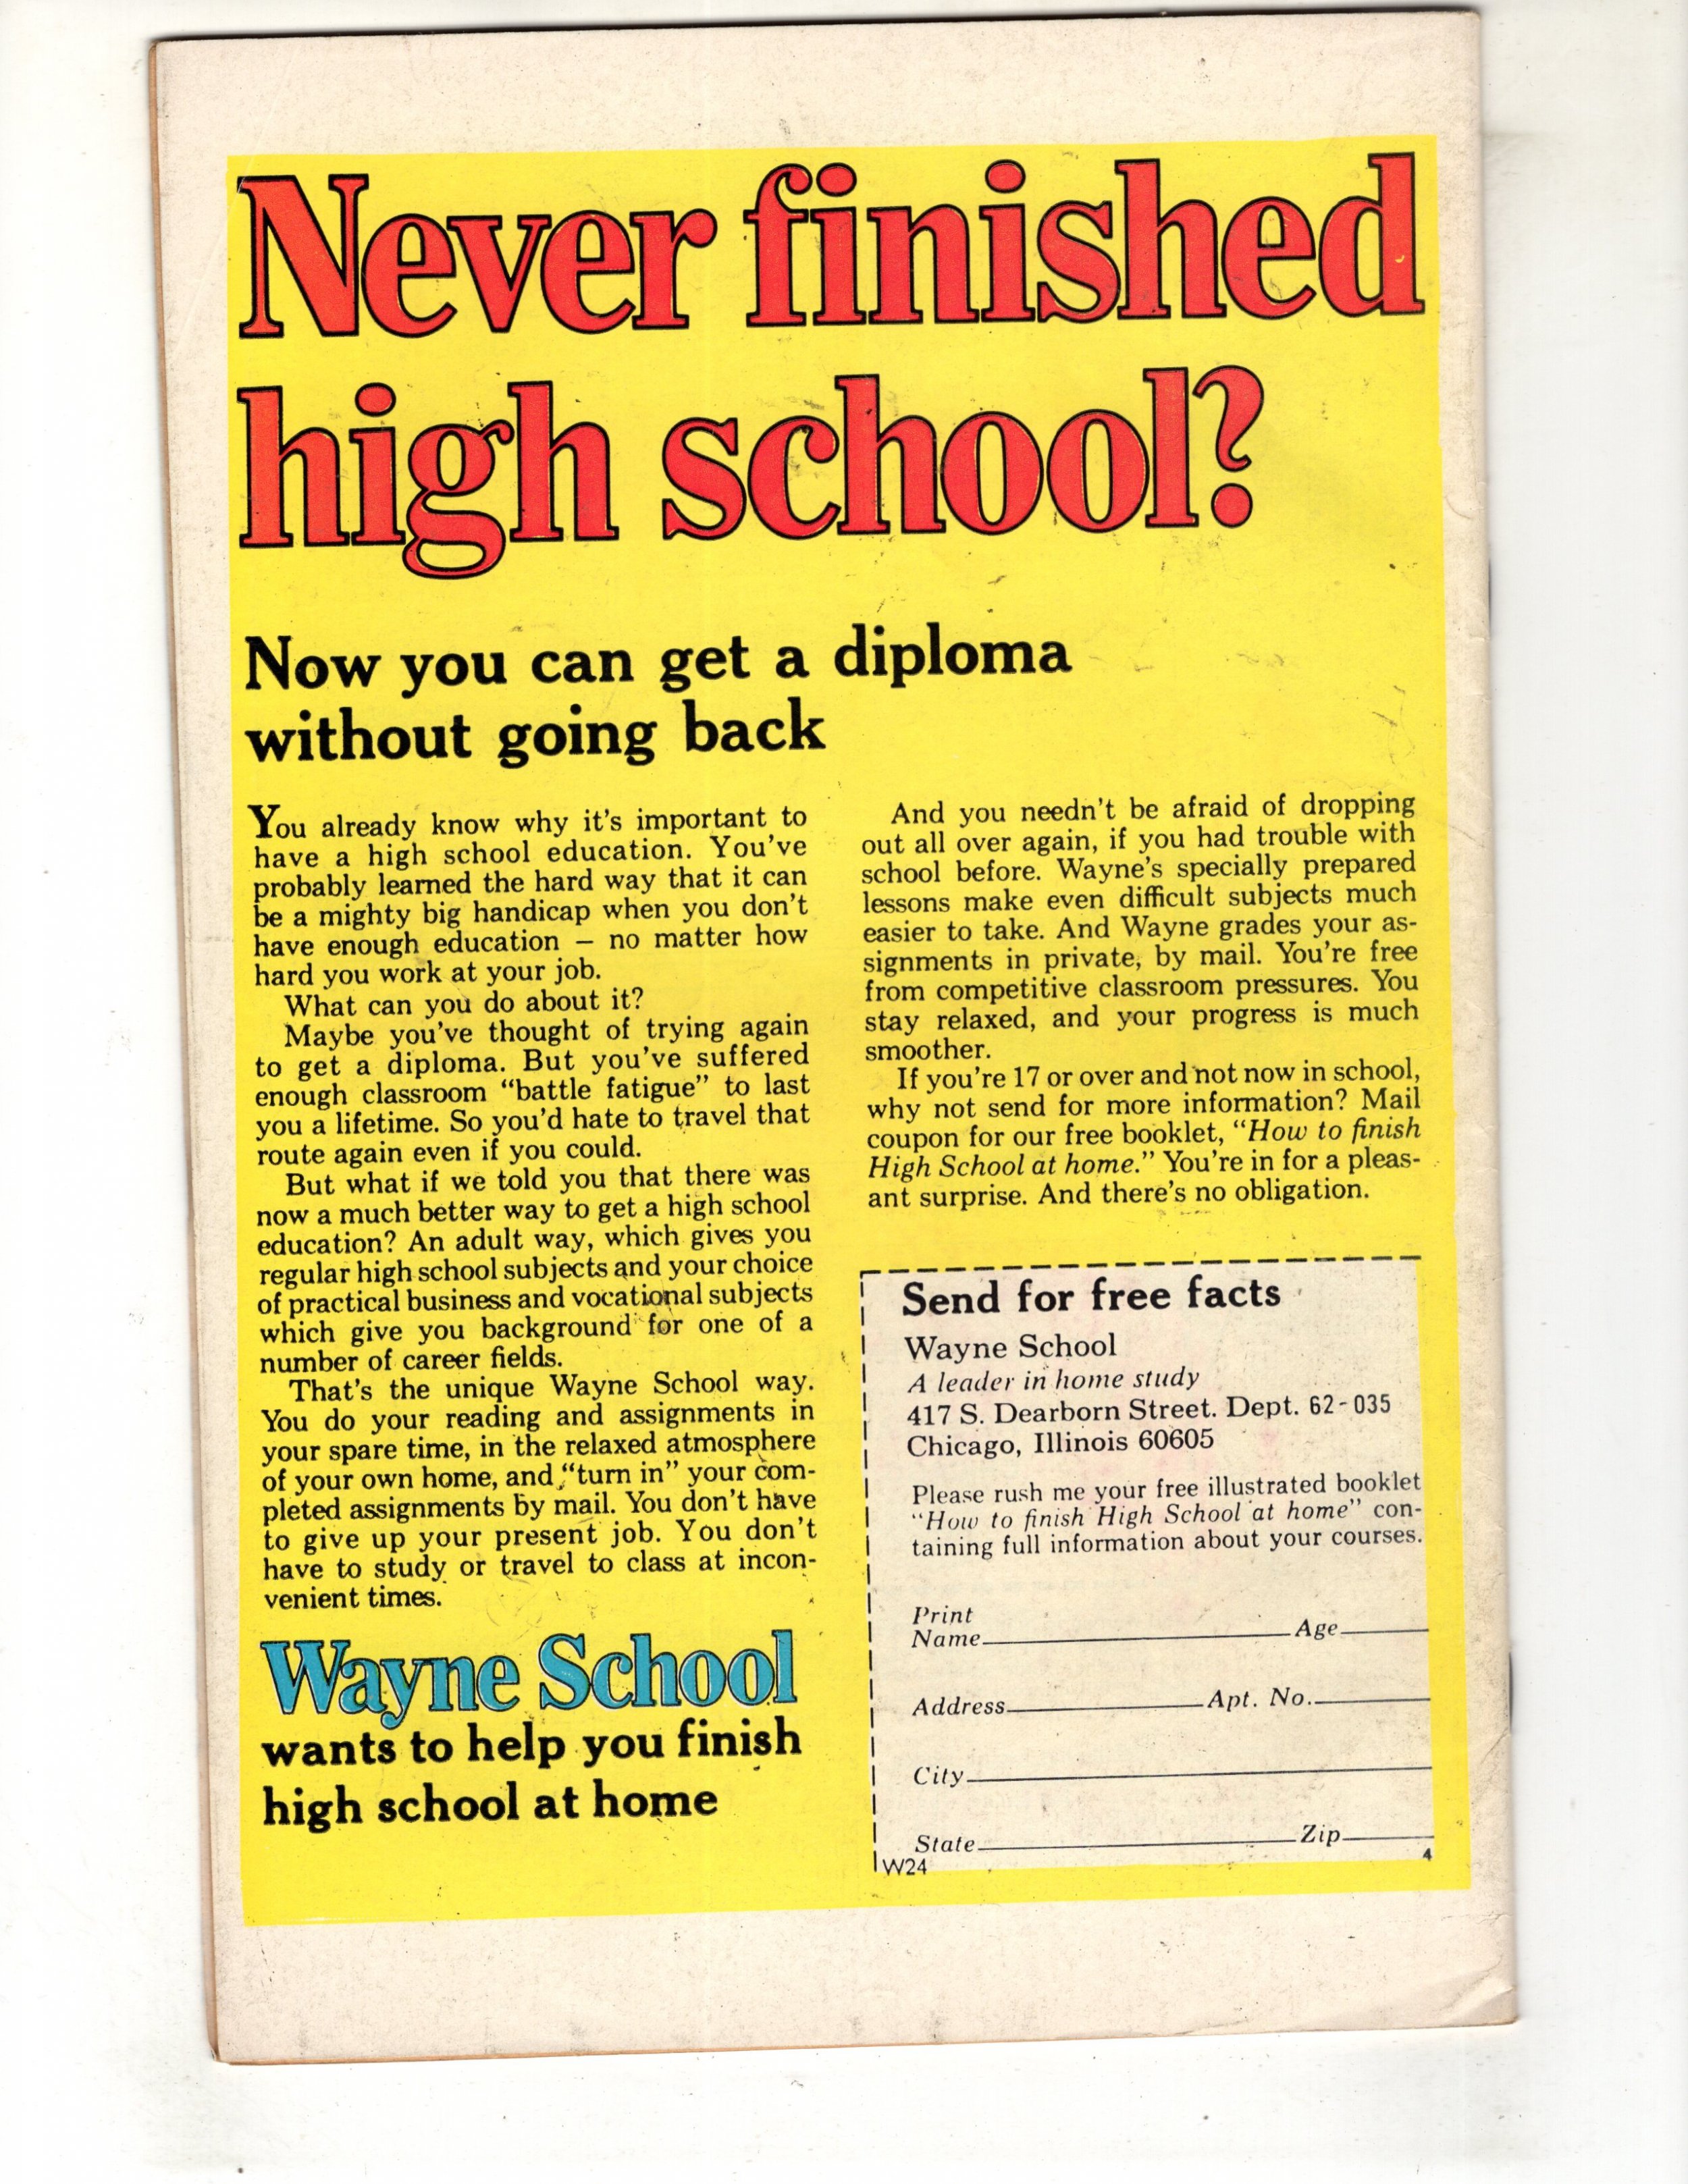 Never finished
high school?
Now you can get a diploma
without going back
You already know why it's important to
have a high school education. You've
probably learned the hard way that it can
be a mighty big handicap when you don't
have enough education – no matter how
hard you work at your job.
What can you do about it?
Maybe you've thought of trying again
to get a diploma. But you've suffered
enough classroom "battle fatigue" to last
you a lifetime. So you'd hate to travel that
route again even if you could.
But what if we told you that there was
now a much better way to get a high school
education? An adult way, which gives you
regular high school subjects and your choice
of practical business and vocational subjects
which give you background for one of a
number of career fields.
That's the unique Wayne School way.
You do your reading and assignments in
your spare time, in the relaxed atmosphere
of your own home, and "turn in" your com-
pleted assignments by mail. You don't have
to give up your present job. You don't
have to study or travel to class at incon-
venient times.
Wayne School
wants to help you finish
high school at home
And you needn't be afraid of dropping
out all over again, if you had trouble with
school before. Wayne's specially prepared
lessons make even difficult subjects much
easier to take. And Wayne grades your as-
signments in private, by mail. You're free
from competitive classroom pressures. You
stay relaxed, and your progress is much
smoother.
If you're 17 or over and not now in school,
why not send for more information? Mail
coupon for our free booklet, "How to finish
High School at home." You're in for a pleas-
ant surprise. And there's no obligation.
Send for free facts
Wayne School
A leader in home study
417 S. Dearborn Street. Dept. 62-035
Chicago, Illinois 60605
Please rush me your free illustrated booklet
"How to finish High School at home" con-
taining full information about your courses.
Print
Name Age
Address Apt. No.
City
State Zip
W24 4